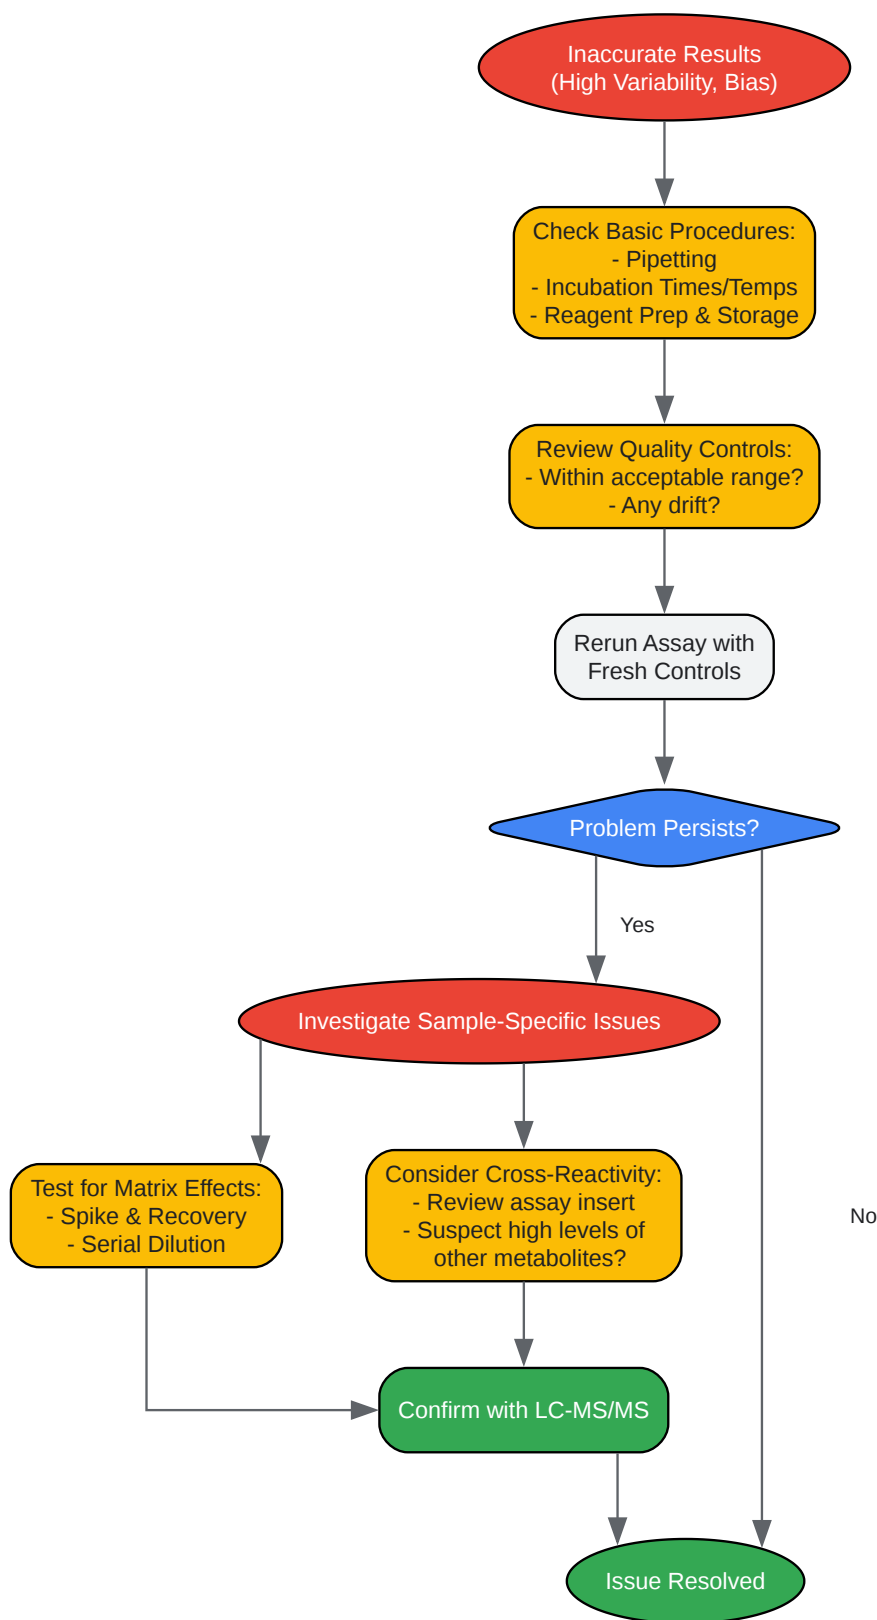 Inaccurate Results
(High Variability, Bias)
Check Basic Procedures:
- Pipetting
- Incubation Times/Temps
- Reagent Prep & Storage
Review Quality Controls:
- Within acceptable range?
- Any drift?
Rerun Assay with
Fresh Controls
Problem Persists?
Yes
Investigate Sample-Specific Issues
Test for Matrix Effects:
- Spike & Recovery
- Serial Dilution
Consider Cross-Reactivity:
- Review assay insert
- Suspect high levels of
other metabolites?
No
Confirm with LC-MS/MS
Issue Resolved